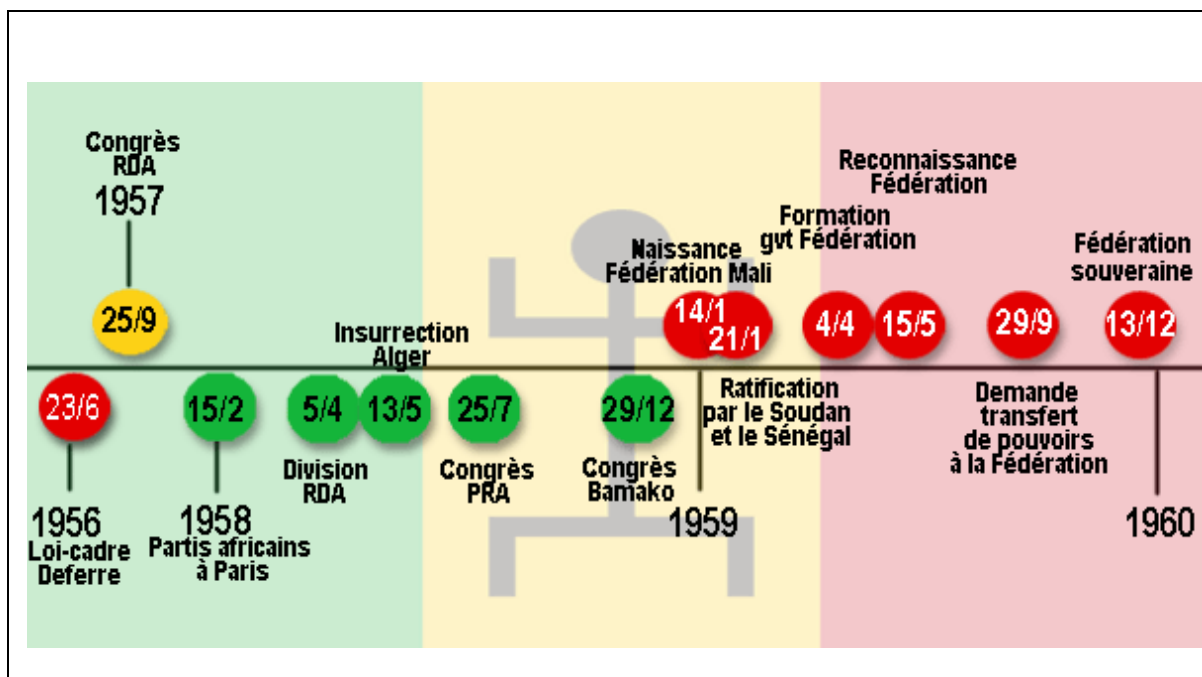 Congrès
RDA
1957
25/9
23/6
1956
Loi-cadre
Deferre
15/2
1958
Partis africains
à Paris
5/4
Division
RDA
Insurrection
Alger
13/5
25/7
Congrès
PRA
29/12
Congrès
Bamako
Naissance
Fédération Mali
14/1
21/1
1959
Ratification
par le Soudan
et le Sénégal
Formation
gvt Fédération
4/4
Reconnaissance
Fédération
15/5
29/9
Demande
transfert
de pouvoirs
à la Fédération
Fédération
souveraine
13/12
1960